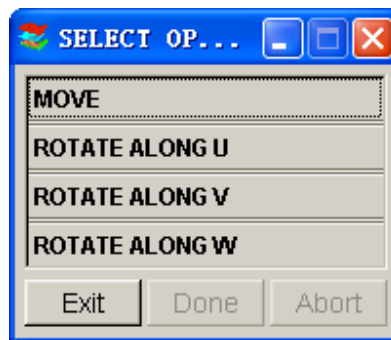 SELECT OP...
MOVE
ROTATE ALONG U
ROTATE ALONG V
ROTATE ALONG W
Exit Done Abort